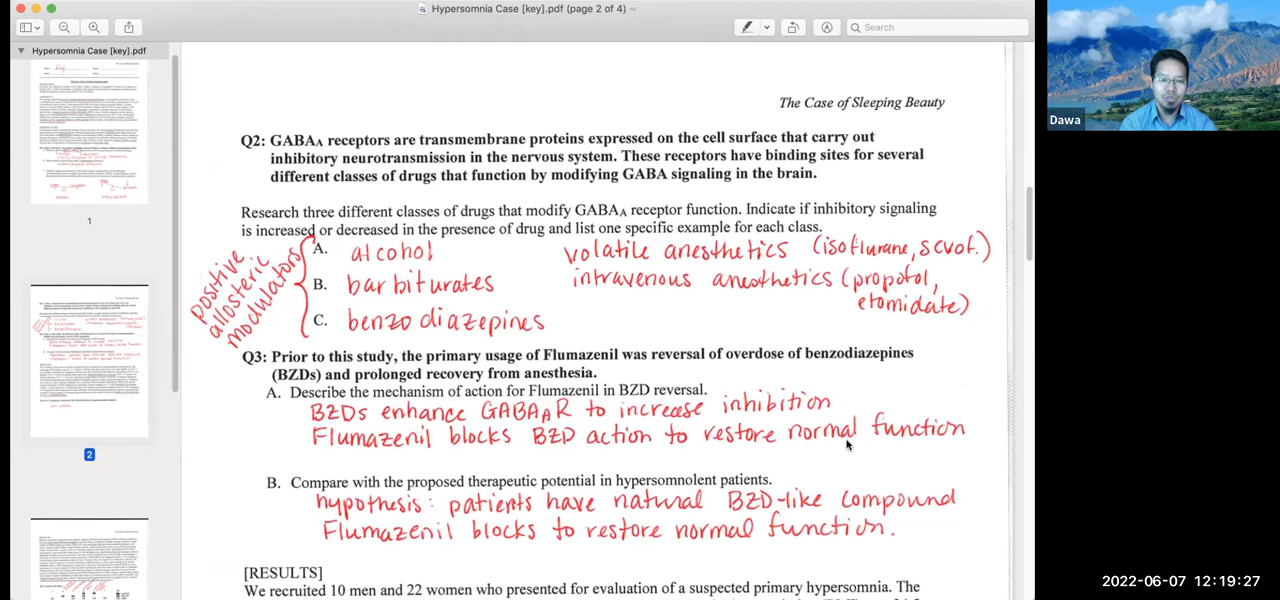 Hypersomnia Case [key].pdf (page 2 of 4)
Search
Hypersomnia Case [key].pdf
1
2
Dawa
The Case of Sleeping Beauty
Q2: GABAA receptors are transmembrane proteins expressed on the cell surface that carry out
inhibitory neurotransmission in the nervous system. These receptors have binding sites for several
different classes of drugs that function by modifying GABA signaling in the brain.
Research three different classes of drugs that modify GABAA receptor function. Indicate if inhibitory signaling
is increased or decreased in the presence of drug and list one specific example for each class.
positive
allosteric
modulators
A. alcohol volatile anesthetics (isoflurane, sevof.)
B. barbiturates intravenous anesthetics (propofol,
etomidate)
C. benzodiazepines
Q3: Prior to this study, the primary usage of Flumazenil was reversal of overdose of benzodiazepines
(BZDs) and prolonged recovery from anesthesia.
A. Describe the mechanism of action for Flumazenil in BZD reversal.
BZDs enhance GABAAR to increase inhibition
Flumazenil blocks BZD action to restore normal function
B. Compare with the proposed therapeutic potential in hypersomnolent patients.
hypothesis: patients have natural BZD-like compound
Flumazenil blocks to restore normal function.
[RESULTS]
We recruited 10 men and 22 women who presented for evaluation of a suspected primary hypersomnia. The
2022-06-07 12:19:27